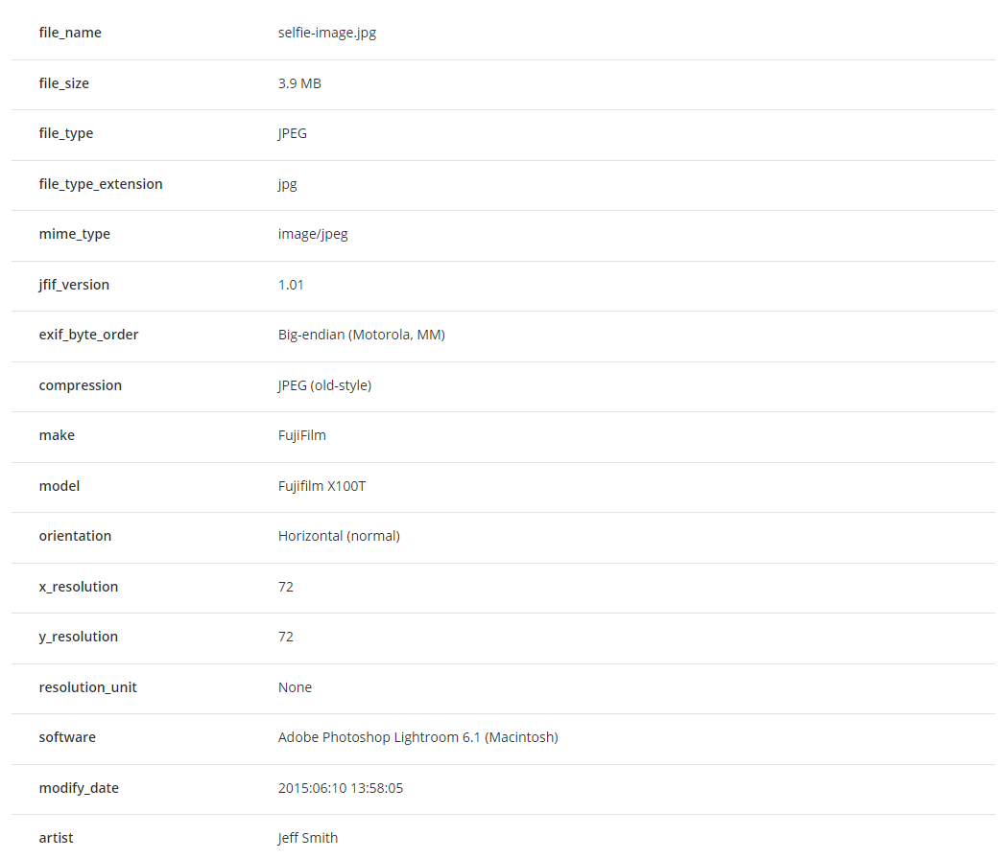 file_name selfie-image.jpg
file_size 3.9 MB
file_type JPEG
file_type_extension jpg
mime_type image/jpeg
jfif_version 1.01
exif_byte_order Big-endian (Motorola, MM)
compression JPEG (old-style)
make FujiFilm
model Fujifilm X100T
orientation Horizontal (normal)
x_resolution 72
y_resolution 72
resolution_unit None
software Adobe Photoshop Lightroom 6.1 (Macintosh)
modify_date 2015:06:10 13:58:05
artist Jeff Smith